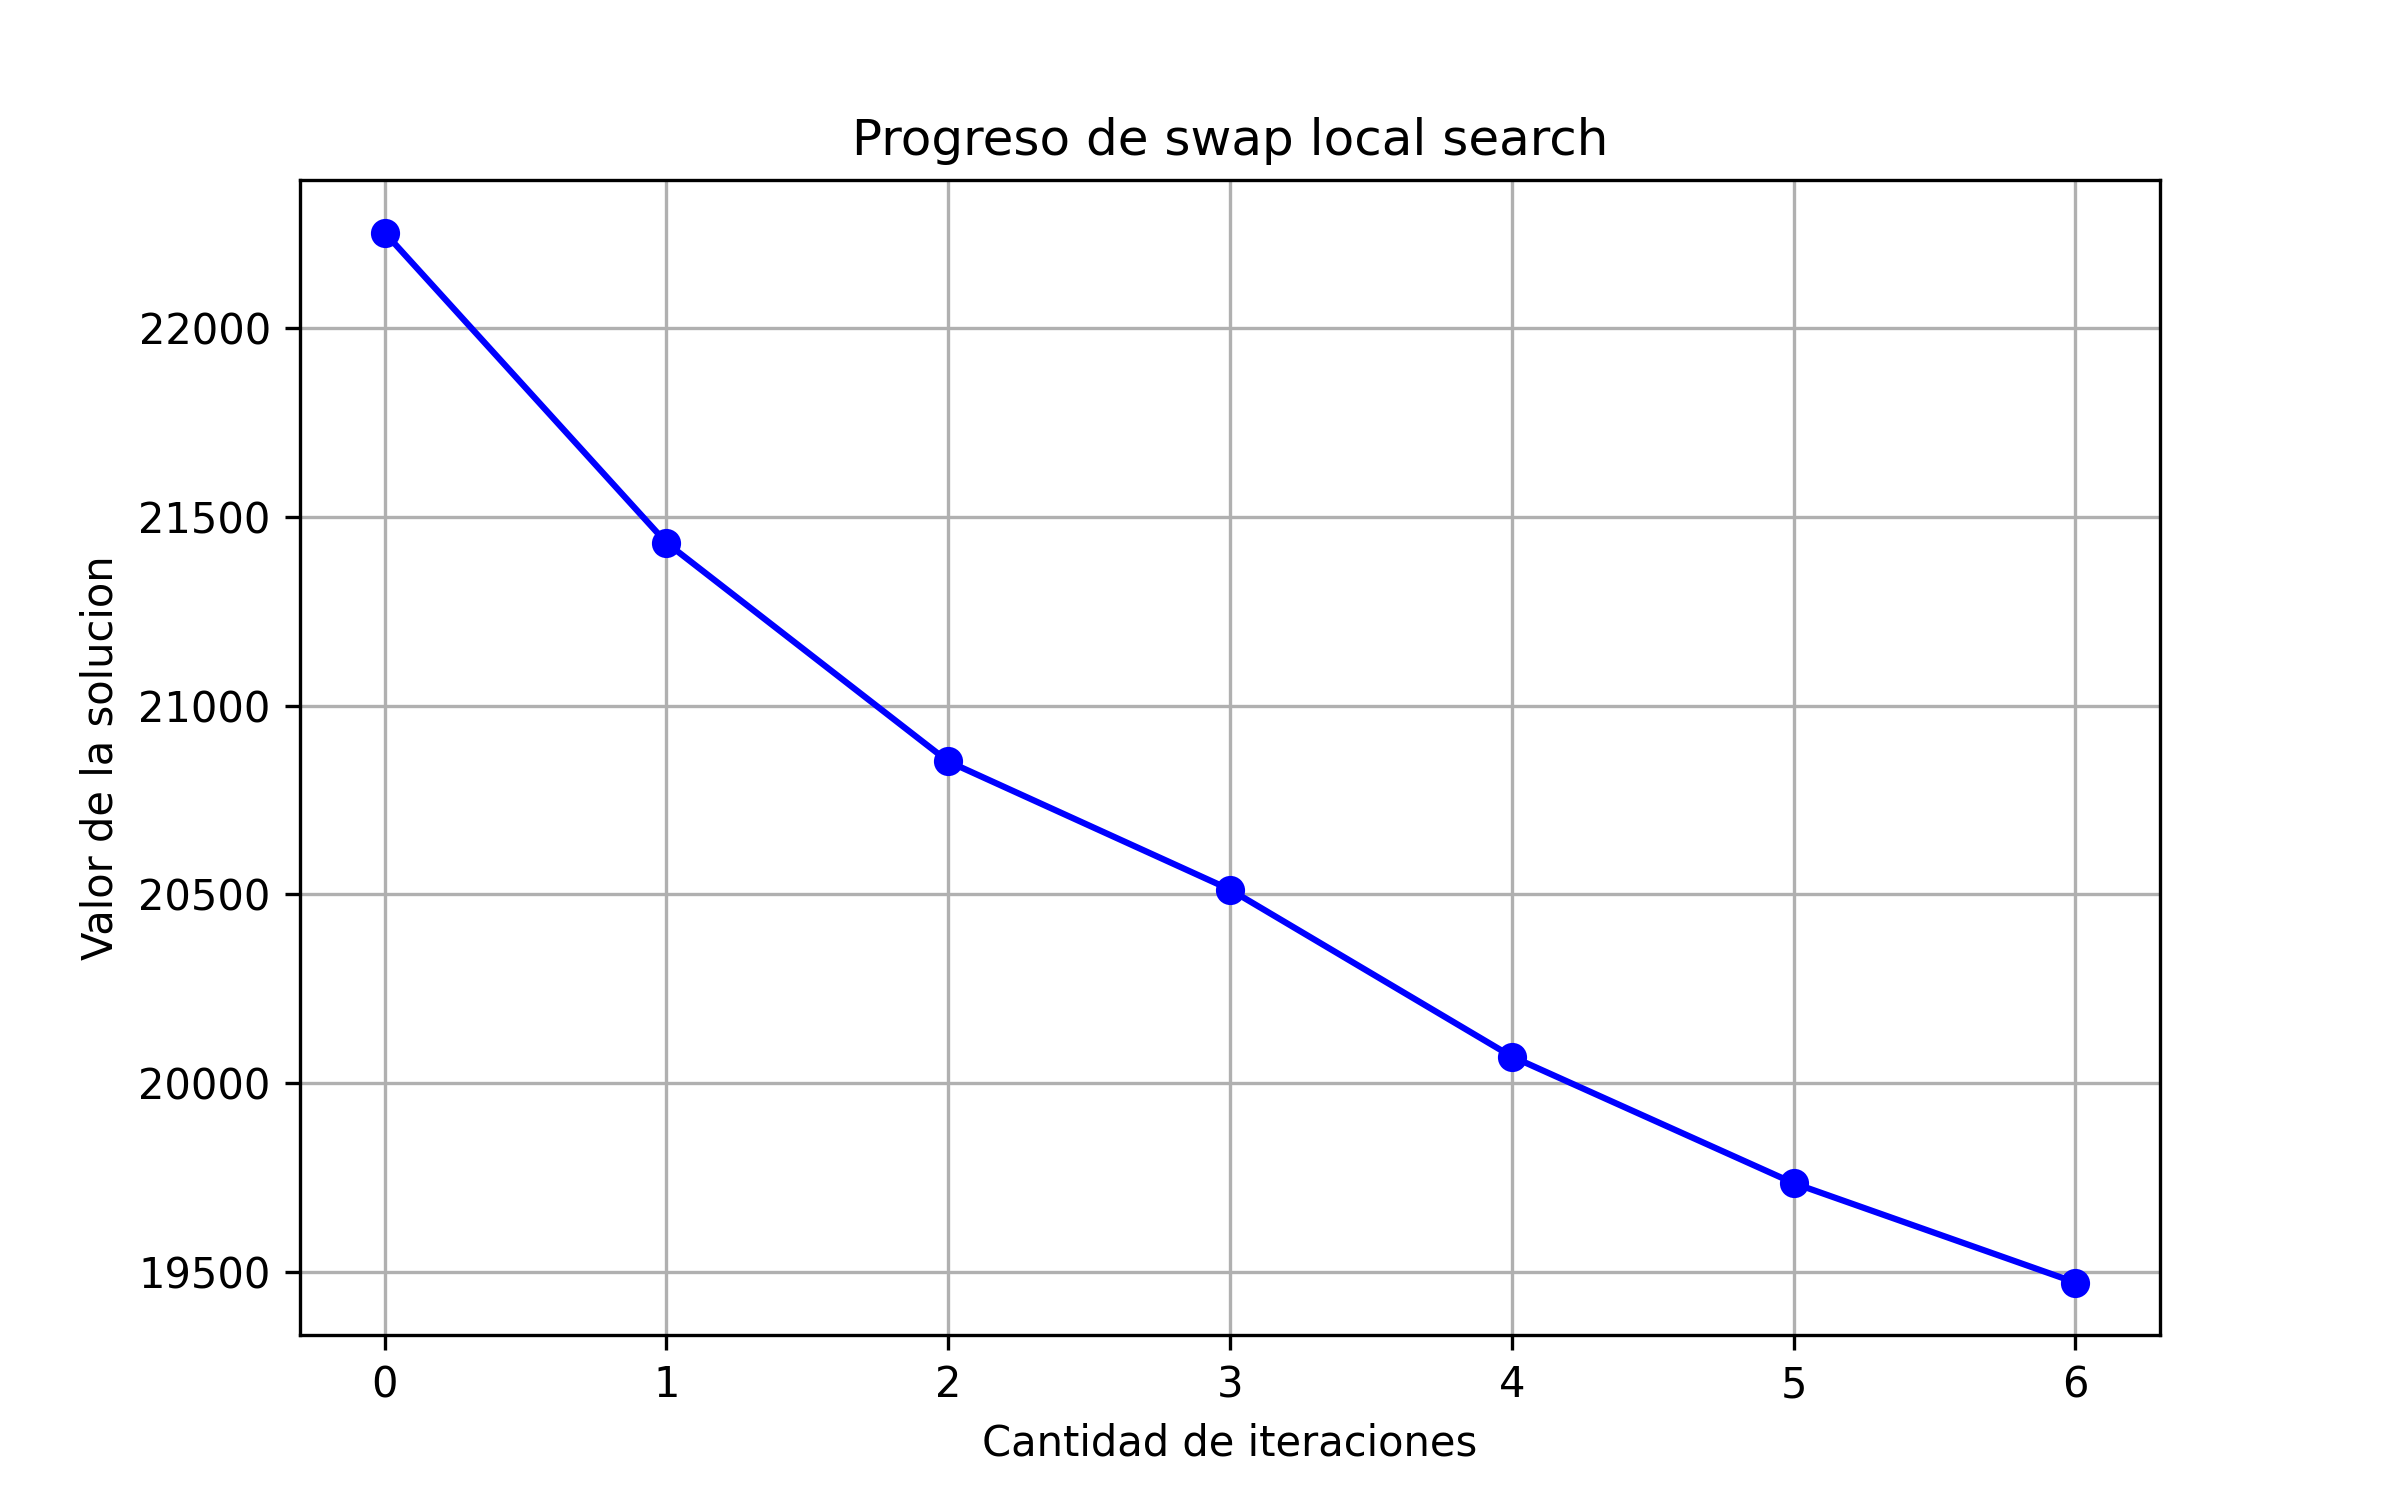 Progreso de swap local search
Valor de la solucion
22000
21500
21000
20500
20000
19500
0 1 2 3 4 5 6
Cantidad de iteraciones